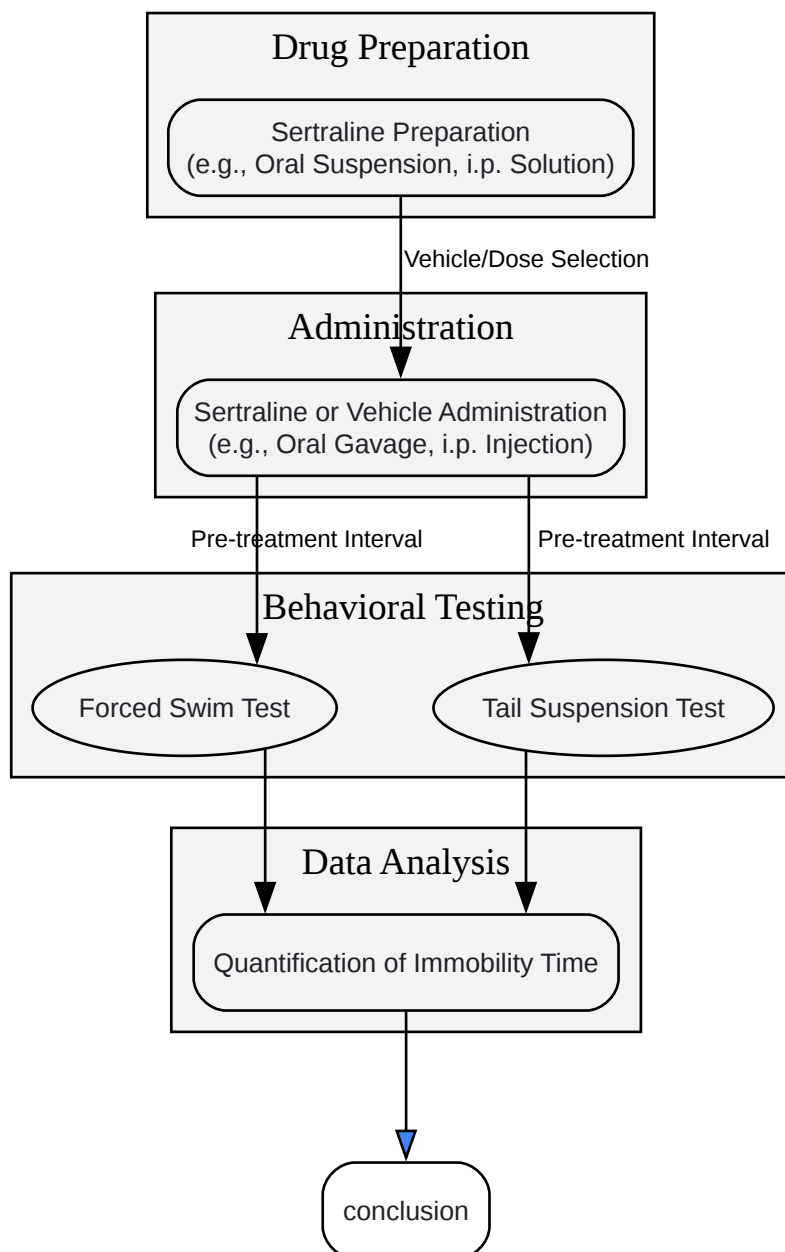 Drug Preparation
Sertraline Preparation
(e.g., Oral Suspension, i.p. Solution)
Vehicle/Dose Selection
Administration
Sertraline or Vehicle Administration
(e.g., Oral Gavage, i.p. Injection)
Pre-treatment Interval
Pre-treatment Interval
Behavioral Testing
Forced Swim Test
Tail Suspension Test
Data Analysis
Quantification of Immobility Time
conclusion